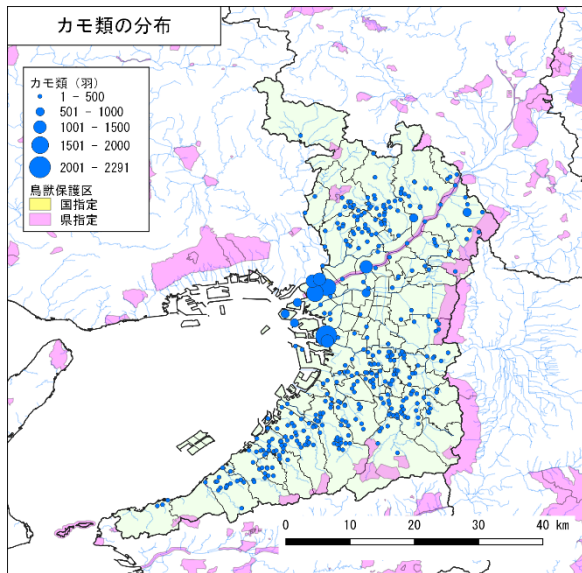 カモ類の分布
カモ類（羽）
1 - 500
501 - 1000
1001 - 1500
1501 - 2000
2001 - 2291
鳥獣保護区
国指定
県指定
0 10 20 30 40 km